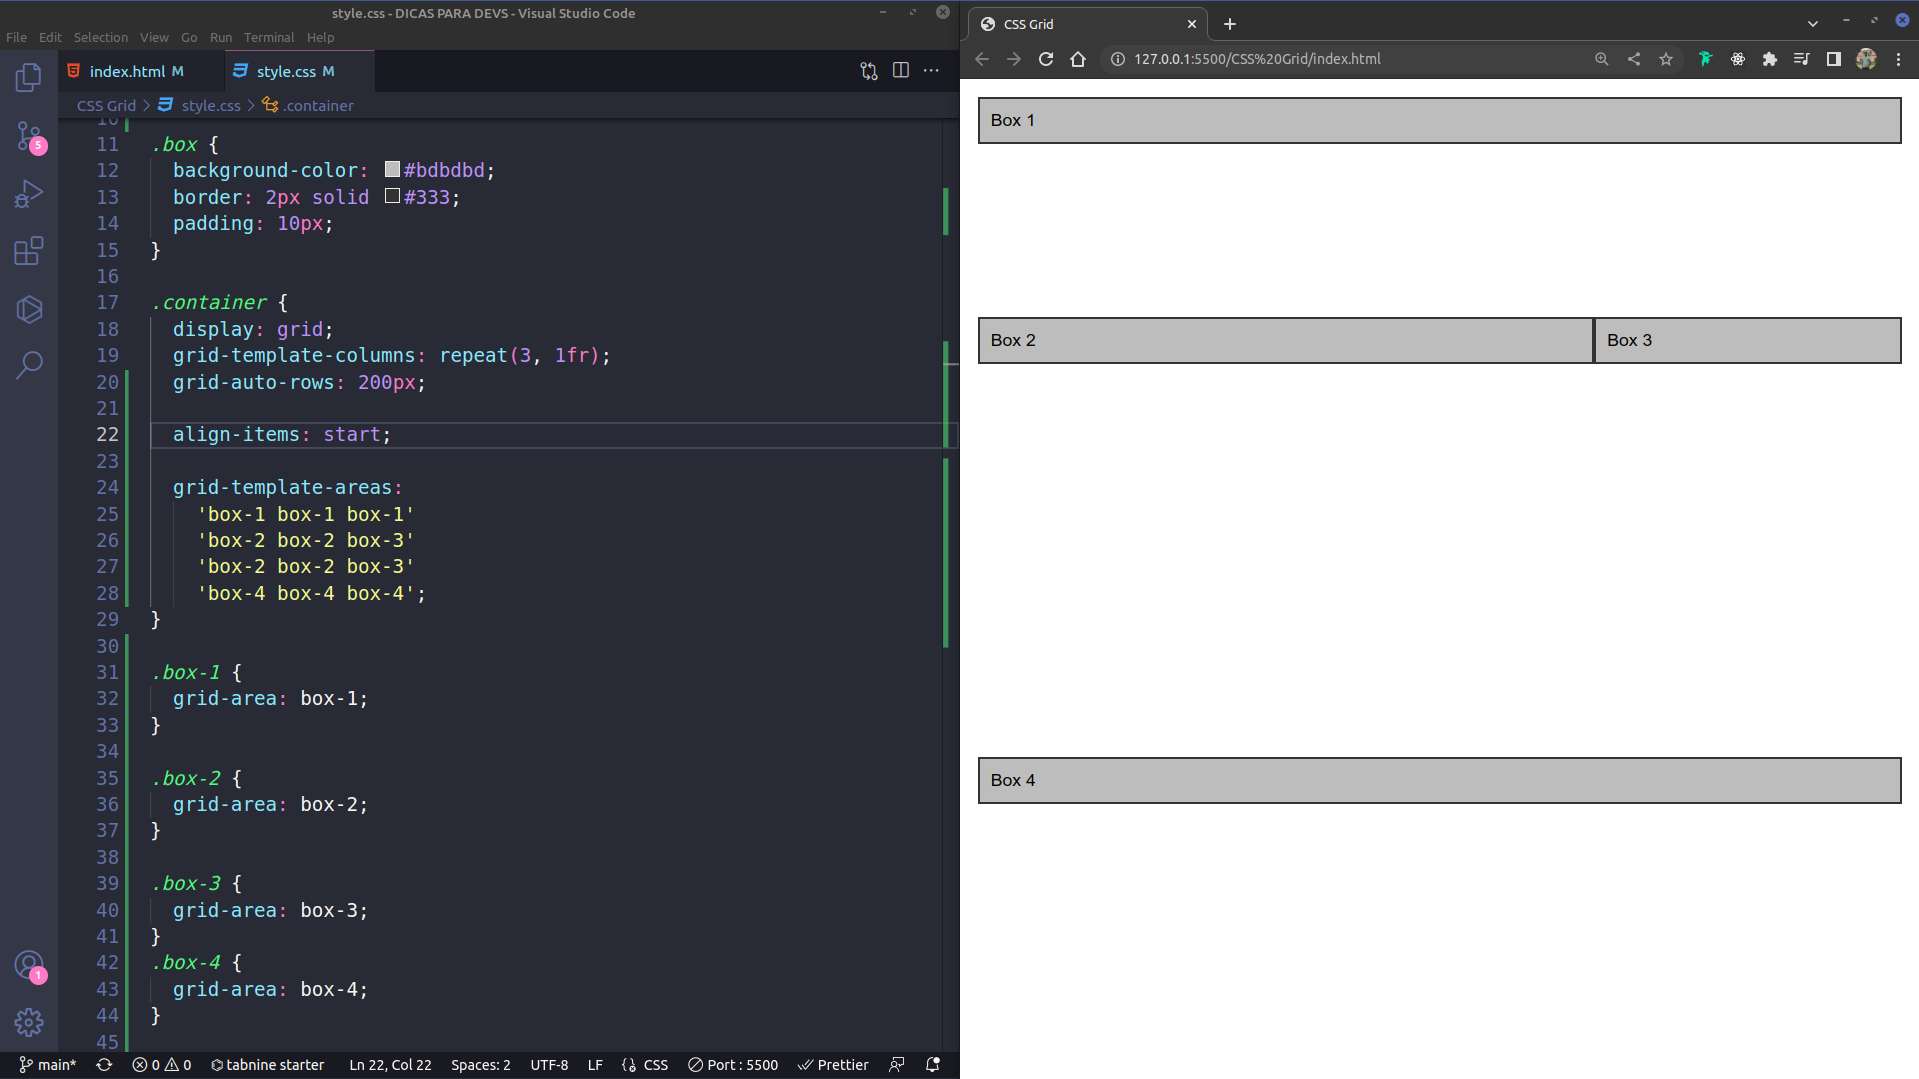 style.css - DICAS PARA DEVS - Visual Studio Code
File Edit Selection View Go Run Terminal Help
index.html M
style.css M
CSS Grid > style.css > .container
10
11 .box {
12 background-color: #bdbdbd;
13 border: 2px solid #333;
14 padding: 10px;
15 }
16
17 .container {
18 display: grid;
19 grid-template-columns: repeat(3, 1fr);
20 grid-auto-rows: 200px;
21
22 align-items: start;
23
24 grid-template-areas:
25 'box-1 box-1 box-1'
26 'box-2 box-2 box-3'
27 'box-2 box-2 box-3'
28 'box-4 box-4 box-4';
29 }
30
31 .box-1 {
32 grid-area: box-1;
33 }
34
35 .box-2 {
36 grid-area: box-2;
37 }
38
39 .box-3 {
40 grid-area: box-3;
41 }
42 .box-4 {
43 grid-area: box-4;
44 }
45
5
1
main* 0 0 tabnine starter Ln 22, Col 22 Spaces: 2 UTF-8 LF CSS Port : 5500 Prettier
CSS Grid
127.0.0.1:5500/CSS%20Grid/index.html
Box 1
Box 2 Box 3
Box 4